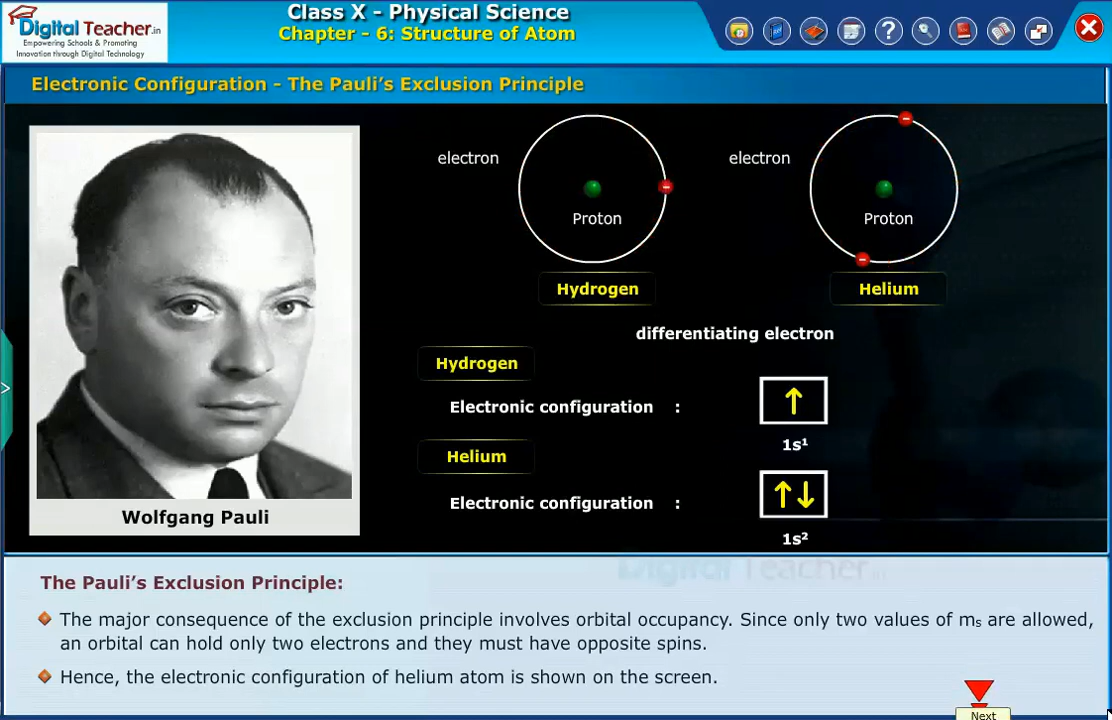 Digital Teacher.in
Empowering Schools & Promoting
Innovation through Digital Technology
Class X - Physical Science
Chapter - 6: Structure of Atom
Electronic Configuration - The Pauli's Exclusion Principle
electron
Proton
Hydrogen
electron
Proton
Helium
differentiating electron
Hydrogen
Electronic configuration :
1s¹
Helium
Electronic configuration :
1s²
Wolfgang Pauli
Digital Teacher.in
The Pauli's Exclusion Principle:
The major consequence of the exclusion principle involves orbital occupancy. Since only two values of mₛ are allowed,
an orbital can hold only two electrons and they must have opposite spins.
Hence, the electronic configuration of helium atom is shown on the screen.
Next